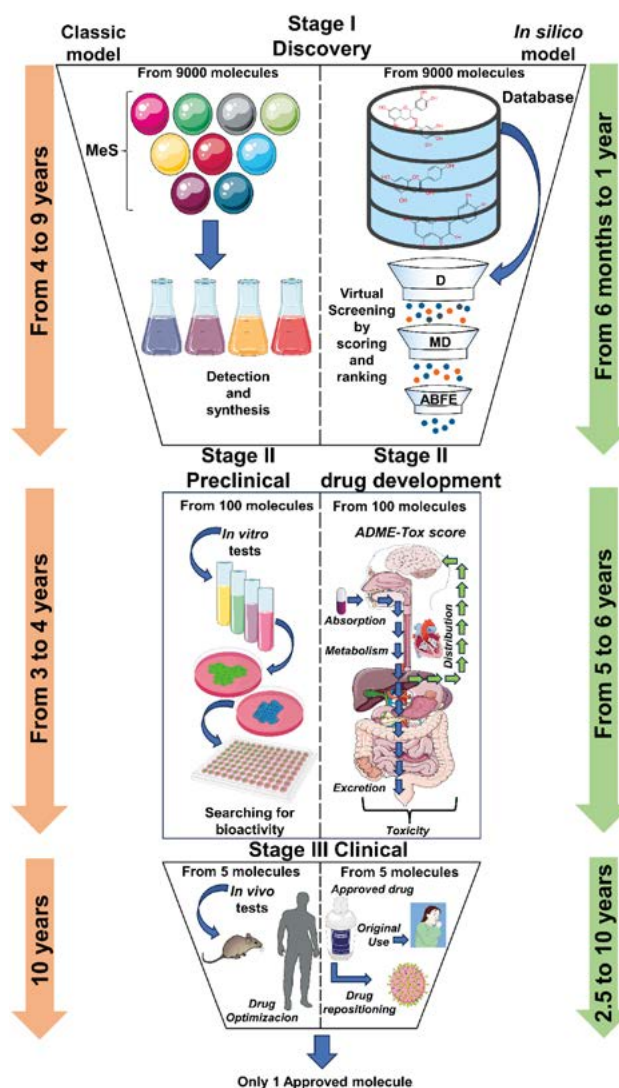 Classic
model
Stage I
Discovery
In silico
model
From 9000 molecules
From 9000 molecules
MeS
Database
D
Virtual
Screening
by
scoring
and
ranking
MD
ABFE
Detection
and
synthesis
From 4 to 9 years
From 6 months to 1 year
Stage II
Preclinical
Stage II
drug development
From 100 molecules
From 100 molecules
In vitro
tests
ADME-Tox score
Absorption
Metabolism
Distribution
Excretion
Toxicity
Searching for
bioactivity
From 3 to 4 years
From 5 to 6 years
Stage III Clinical
From 5 molecules
From 5 molecules
In vivo
tests
Approved drug
Original
Use
Drug
Optimizacion
Drug
repositioning
10 years
2.5 to 10 years
Only 1 Approved molecule